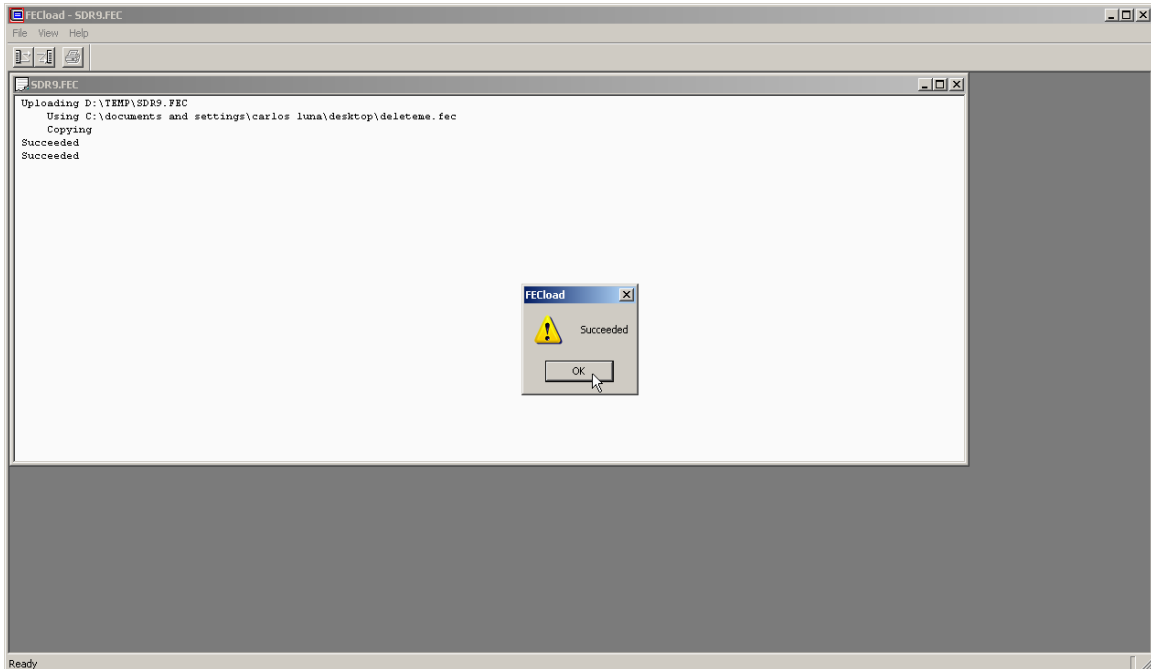 FECload - SDR9.FEC
File View Help
SDR9.FEC
Uploading D:\TEMP\SDR9.FEC
Using C:\documents and settings\carlos luna\desktop\deleteme.fec
Copying
Succeeded
Succeeded
FECload
Succeeded
OK
Ready